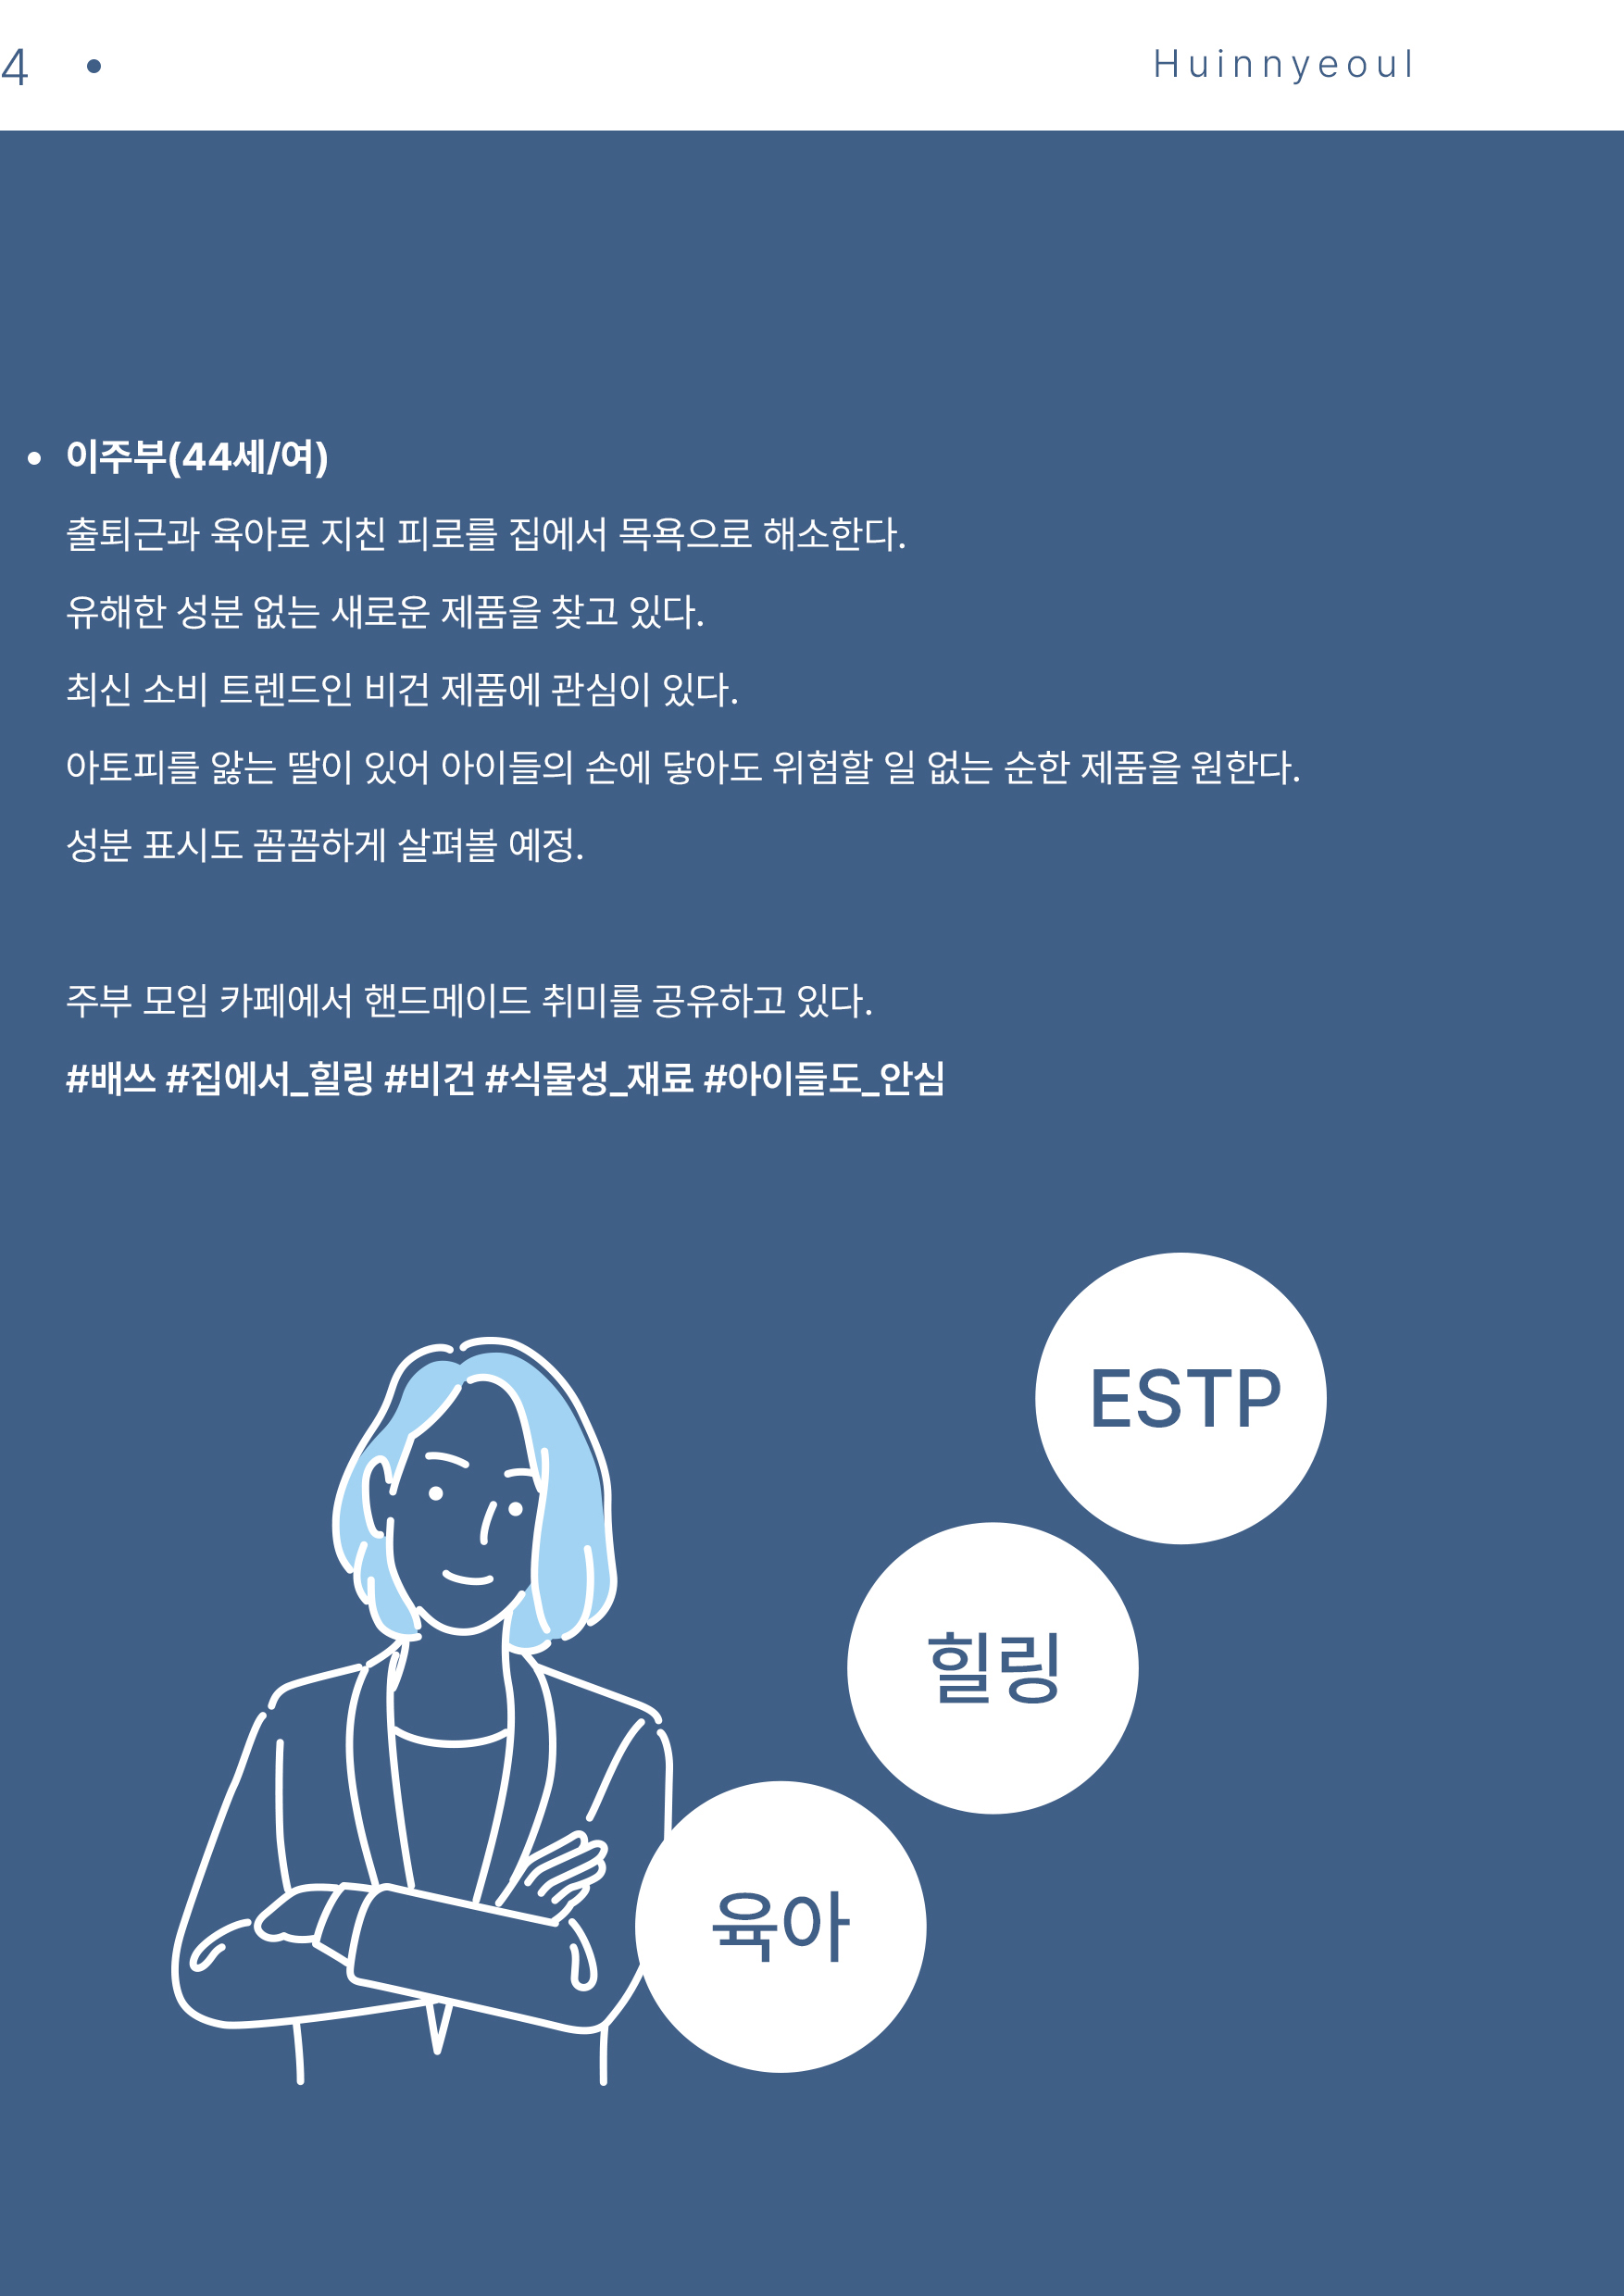 4 •
Huinnyeoul
• 이주부(44세/여)
출퇴근과 육아로 지친 피로를 집에서 목욕으로 해소한다.
유해한 성분 없는 새로운 제품을 찾고 있다.
최신 소비 트렌드인 비건 제품에 관심이 있다.
아토피를 앓는 딸이 있어 아이들의 손에 닿아도 위험할 일 없는 순한 제품을 원한다.
성분 표시도 꼼꼼하게 살펴볼 예정.
주부 모임 카페에서 핸드메이드 취미를 공유하고 있다.
#배쓰 #집에서_힐링 #비건 #식물성_재료 #아이들도_안심
ESTP
힐링
육아